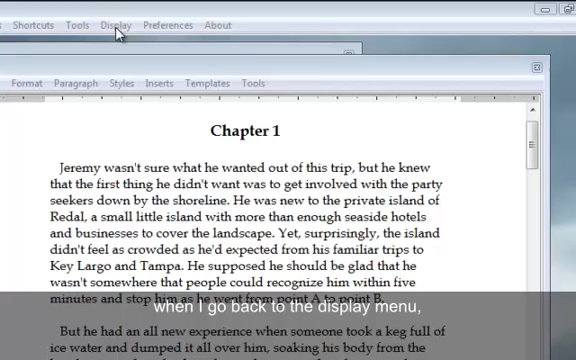 Shortcuts Tools Display Preferences About
Format Paragraph Styles Inserts Templates Tools
Chapter 1
Jeremy wasn't sure what he wanted out of this trip, but he knew
that the first thing he didn't want was to get involved with the party
seekers down by the shoreline. He was new to the private island of
Redal, a small little island with more than enough seaside hotels
and businesses to cover the landscape. Yet, surprisingly, the island
didn't feel as crowded as he'd expected from his familiar trips to
Key Largo and Tampa. He supposed he should be glad that he
wasn't somewhere that people could recognize him within five
minutes and stop him as he went from point A to point B.
when I go back to the display menu,
But he had an all new experience when someone took a keg full of
ice water and dumped it all over him, soaking his body from the